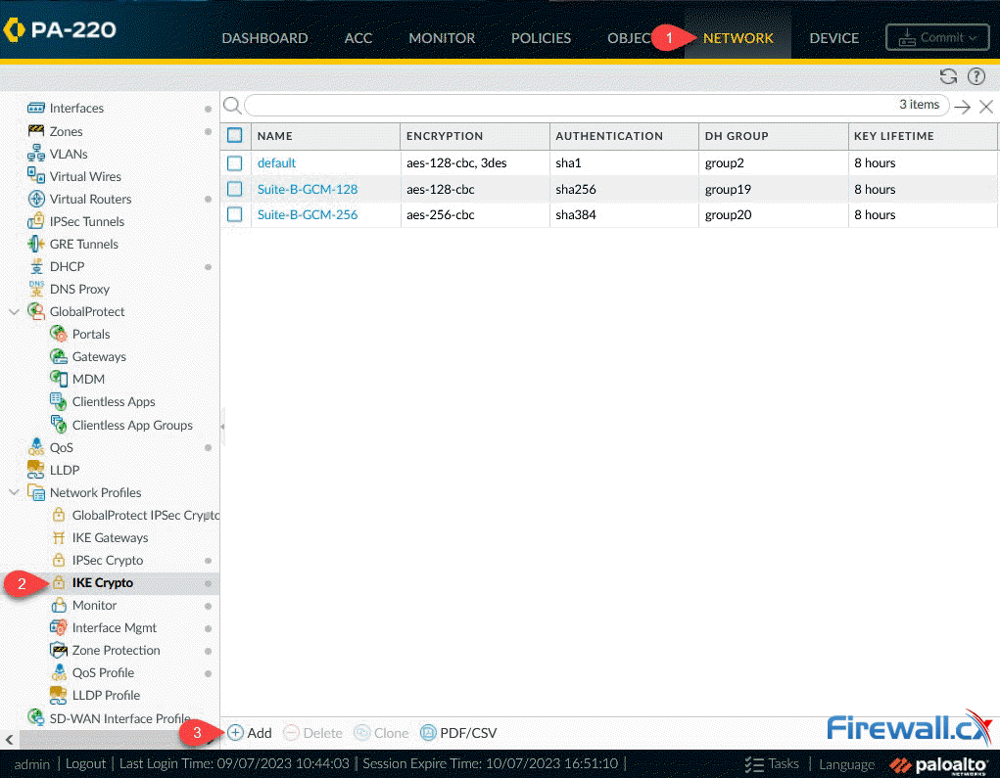 PA-220
DASHBOARD ACC MONITOR POLICIES OBJEC 1 NETWORK DEVICE Commit
3 items
Interfaces
Zones
VLANs
Virtual Wires
Virtual Routers
IPSec Tunnels
GRE Tunnels
DHCP
DNS Proxy
GlobalProtect
Portals
Gateways
MDM
Clientless Apps
Clientless App Groups
QoS
LLDP
Network Profiles
GlobalProtect IPSec Crypto
IKE Gateways
IPSec Crypto
2 IKE Crypto
Monitor
Interface Mgmt
Zone Protection
QoS Profile
LLDP Profile
SD-WAN Interface Profile
NAME ENCRYPTION AUTHENTICATION DH GROUP KEY LIFETIME
default aes-128-cbc, 3des sha1 group2 8 hours
Suite-B-GCM-128 aes-128-cbc sha256 group19 8 hours
Suite-B-GCM-256 aes-256-cbc sha384 group20 8 hours
3 Add Delete Clone PDF/CSV
Firewall.cx
admin | Logout | Last Login Time: 09/07/2023 10:44:03 | Session Expire Time: 10/07/2023 16:51:10 |
Tasks | Language
paloalto
NETWORKS